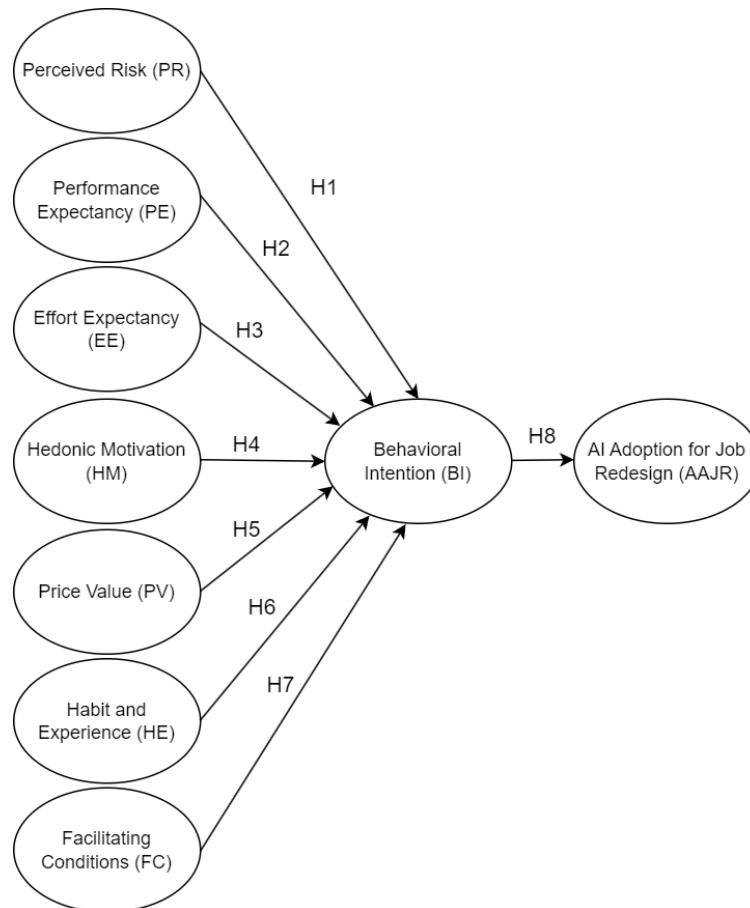 Perceived Risk (PR)
Performance
Expectancy (PE)
Effort Expectancy
(EE)
Hedonic Motivation
(HM)
Price Value (PV)
Habit and
Experience (HE)
Facilitating
Conditions (FC)
H1
H2
H3
H4
H5
H6
H7
Behavioral
Intention (BI)
H8
AI Adoption for Job
Redesign (AAJR)